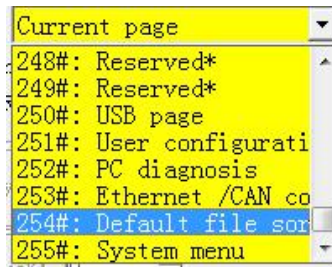 Current page
248#: Reserved*
249#: Reserved*
250#: USB page
251#: User configurati
252#: PC diagnosis
253#: Ethernet /CAN co
254#: Default file sor
255#: System menu